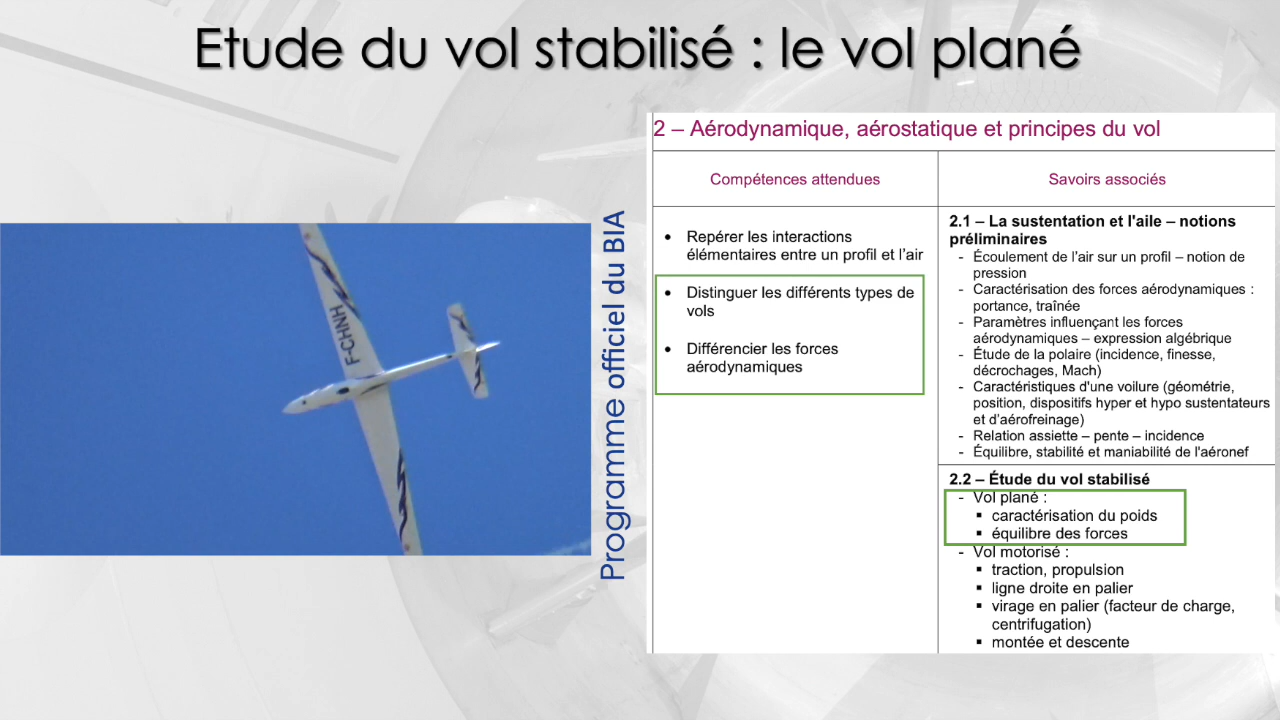 Etude du vol stabilisé : le vol plané
F-CHNH
Programme officiel du BIA
2 – Aérodynamique, aérostatique et principes du vol
Compétences attendues
Savoirs associés
• Repérer les interactions
élémentaires entre un profil et l'air
• Distinguer les différents types de
vols
• Différencier les forces
aérodynamiques
2.1 – La sustentation et l'aile – notions
préliminaires
- Écoulement de l'air sur un profil – notion de
pression
- Caractérisation des forces aérodynamiques :
portance, traînée
- Paramètres influençant les forces
aérodynamiques – expression algébrique
- Étude de la polaire (incidence, finesse,
décrochages, Mach)
- Caractéristiques d'une voilure (géométrie,
position, dispositifs hyper et hypo sustentateurs
et d'aérofreinage)
- Relation assiette – pente – incidence
- Équilibre, stabilité et maniabilité de l'aéronef
2.2 – Étude du vol stabilisé
- Vol plané :
▪ caractérisation du poids
▪ équilibre des forces
- Vol motorisé :
▪ traction, propulsion
▪ ligne droite en palier
▪ virage en palier (facteur de charge,
centrifugation)
▪ montée et descente